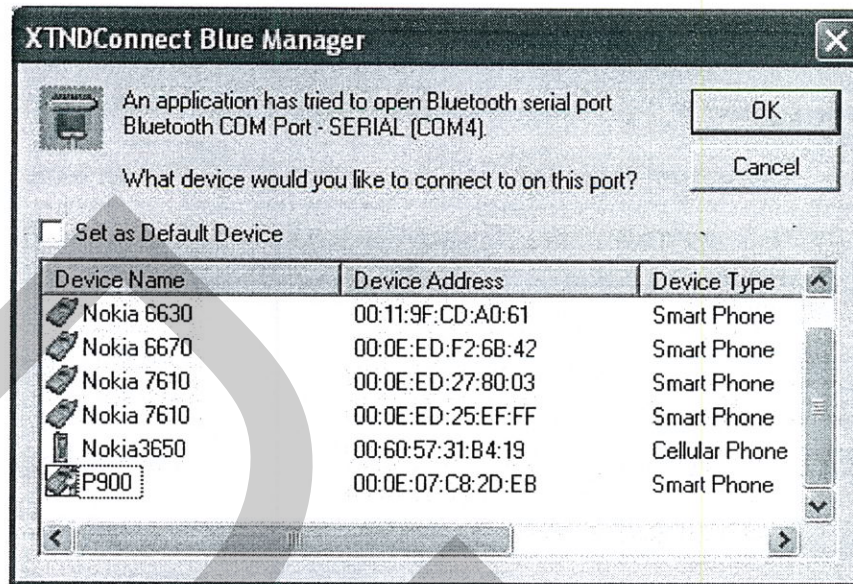 XTNDConnect Blue Manager
An application has tried to open Bluetooth serial port
Bluetooth COM Port - SERIAL (COM4).
OK
What device would you like to connect to on this port?
Cancel
Set as Default Device
Device Name Device Address Device Type
Nokia 6630 00:11:9F:CD:A0:61 Smart Phone
Nokia 6670 00:0E:ED:F2:6B:42 Smart Phone
Nokia 7610 00:0E:ED:27:80:03 Smart Phone
Nokia 7610 00:0E:ED:25:EF:FF Smart Phone
Nokia3650 00:60:57:31:B4:19 Cellular Phone
P900 00:0E:07:C8:2D:EB Smart Phone